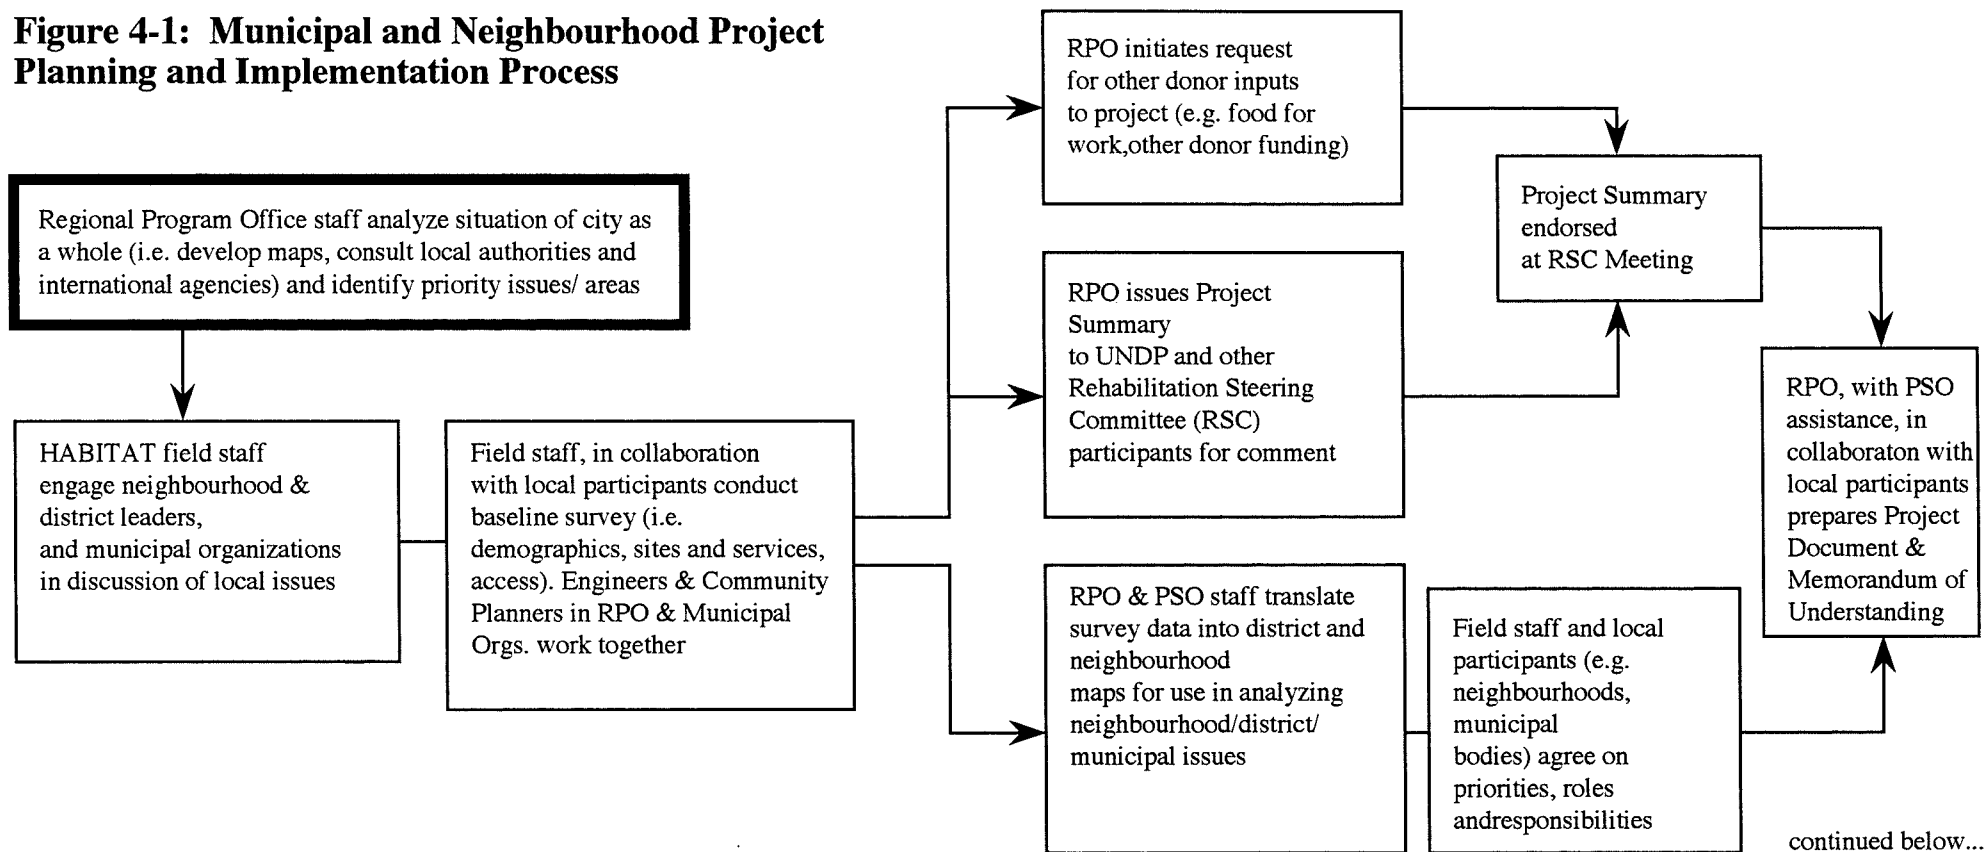 Figure 4-1: Municipal and Neighbourhood Project
Planning and Implementation Process
Regional Program Office staff analyze situation of city as
a whole (i.e. develop maps, consult local authorities and
international agencies) and identify priority issues/ areas
HABITAT field staff
engage neighbourhood &
district leaders,
and municipal organizations
in discussion of local issues
Field staff, in collaboration
with local participants conduct
baseline survey (i.e.
demographics, sites and services,
access). Engineers & Community
Planners in RPO & Municipal
Orgs. work together
RPO initiates request
for other donor inputs
to project (e.g. food for
work,other donor funding)
RPO issues Project
Summary
to UNDP and other
Rehabilitation Steering
Committee (RSC)
participants for comment
RPO & PSO staff translate
survey data into district and
neighbourhood
maps for use in analyzing
neighbourhood/district/
municipal issues
Project Summary
endorsed
at RSC Meeting
Field staff and local
participants (e.g.
neighbourhoods,
municipal
bodies) agree on
priorities, roles
andresponsibilities
RPO, with PSO
assistance, in
collaboraton with
local participants
prepares Project
Document &
Memorandum of
Understanding
continued below...